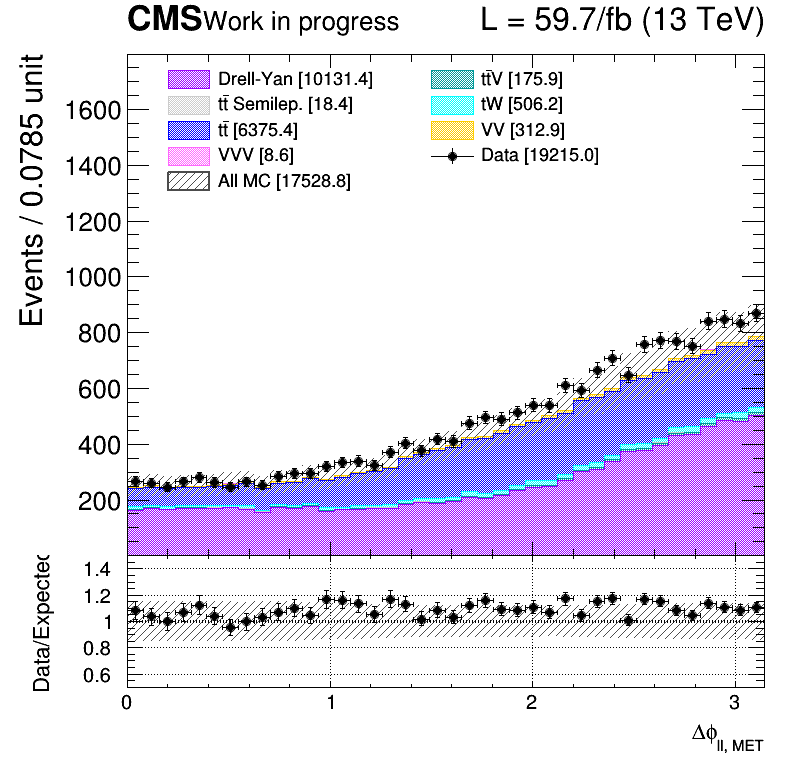 CMS Work in progress L = 59.7/fb (13 TeV)
Events / 0.0785 unit
Drell-Yan [10131.4]
tt̄ Semilep. [18.4]
tt̄ [6375.4]
VVV [8.6]
All MC [17528.8]
tt̄V [175.9]
tW [506.2]
VV [312.9]
Data [19215.0]
1600
1400
1200
1000
800
600
400
200
Data/Expected
1.4
1.2
1
0.8
0.6
0 1 2 3
Δϕll, MET